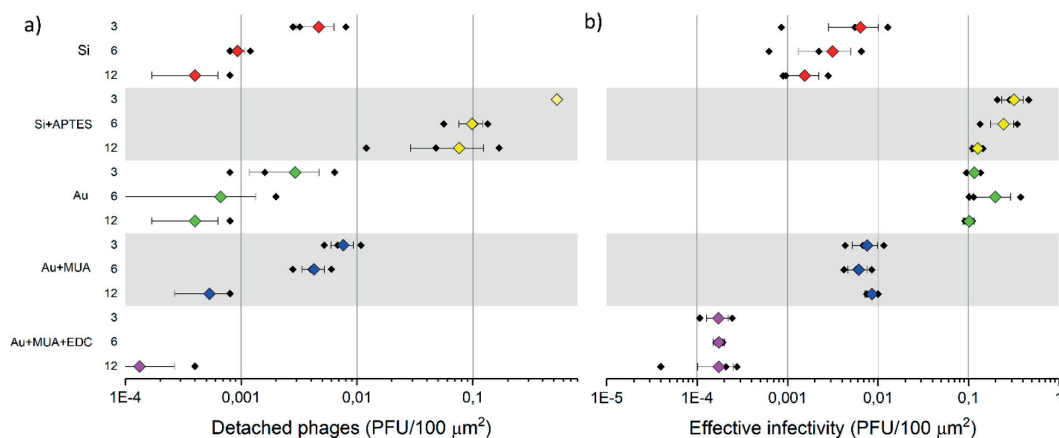 a)
b)
Si
3
6
12
Si+APTES
3
6
12
Au
3
6
12
Au+MUA
3
6
12
Au+MUA+EDC
3
6
12
1E-4 0,001 0,01 0,1
Detached phages (PFU/100 µm²)
1E-5 1E-4 0,001 0,01 0,1 1
Effective infectivity (PFU/100 µm²)